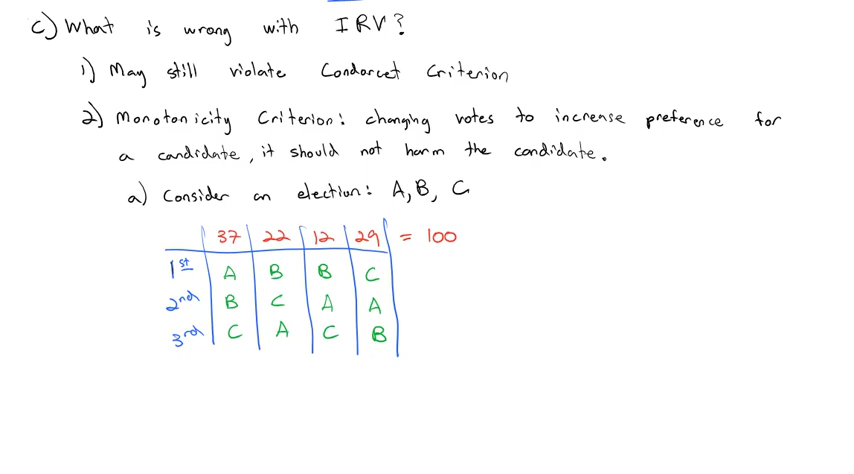 c) What is wrong with IRV?
1) May still violate Condorcet Criterion
2) Monotonicity Criterion: changing votes to increase preference for
a candidate, it should not harm the candidate.
a) Consider an election: A, B, C
37 22 12 29 = 100
1st A B B C
2nd B C A A
3rd C A C B